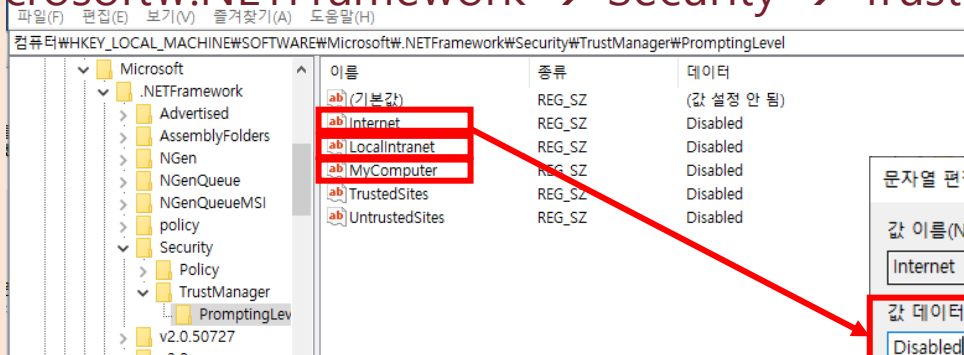 crosoft₩.NETFramework → Security → Trust
파일(F) 편집(E) 보기(V) 즐겨찾기(A) 도움말(H)
컴퓨터₩HKEY_LOCAL_MACHINE₩SOFTWARE₩Microsoft₩.NETFramework₩Security₩TrustManager₩PromptingLevel
Microsoft
.NETFramework
Advertised
AssemblyFolders
NGen
NGenQueue
NGenQueueMSI
policy
Security
Policy
TrustManager
PromptingLev
v2.0.50727
이름 종류 데이터
(기본값) REG_SZ (값 설정 안 됨)
Internet REG_SZ Disabled
LocalIntranet REG_SZ Disabled
MyComputer REG_SZ Disabled
TrustedSites REG_SZ Disabled
UntrustedSites REG_SZ Disabled
문자열 편
값 이름(N
Internet
값 데이터
Disabled